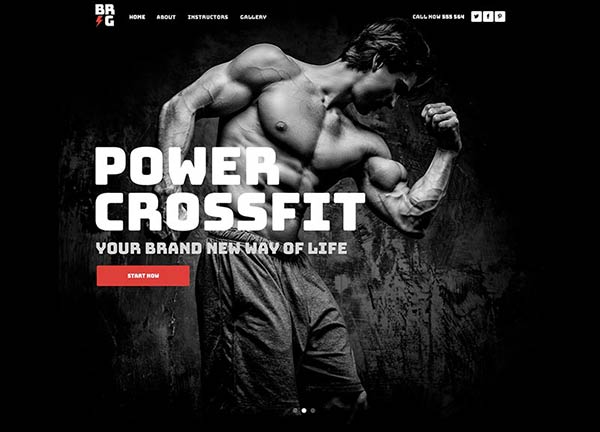 BR
G
HOME ABOUT INSTRUCTORS GALLERY CALL NOW 555 564
POWER
CROSSFIT
YOUR BRAND NEW WAY OF LIFE
START NOW